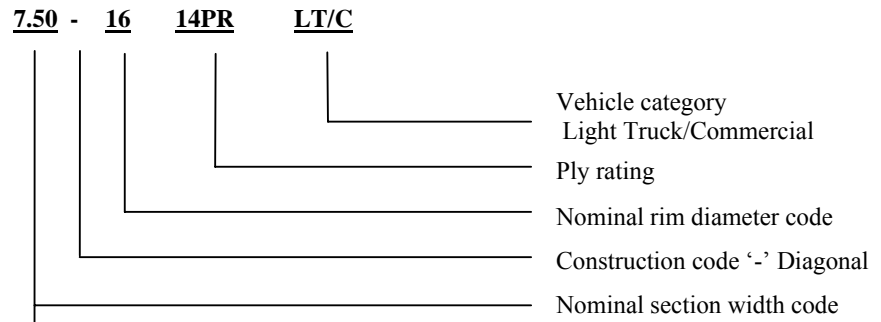 7.50 - 16 14PR LT/C
Vehicle category
Light Truck/Commercial
Ply rating
Nominal rim diameter code
Construction code ‘-’ Diagonal
Nominal section width code